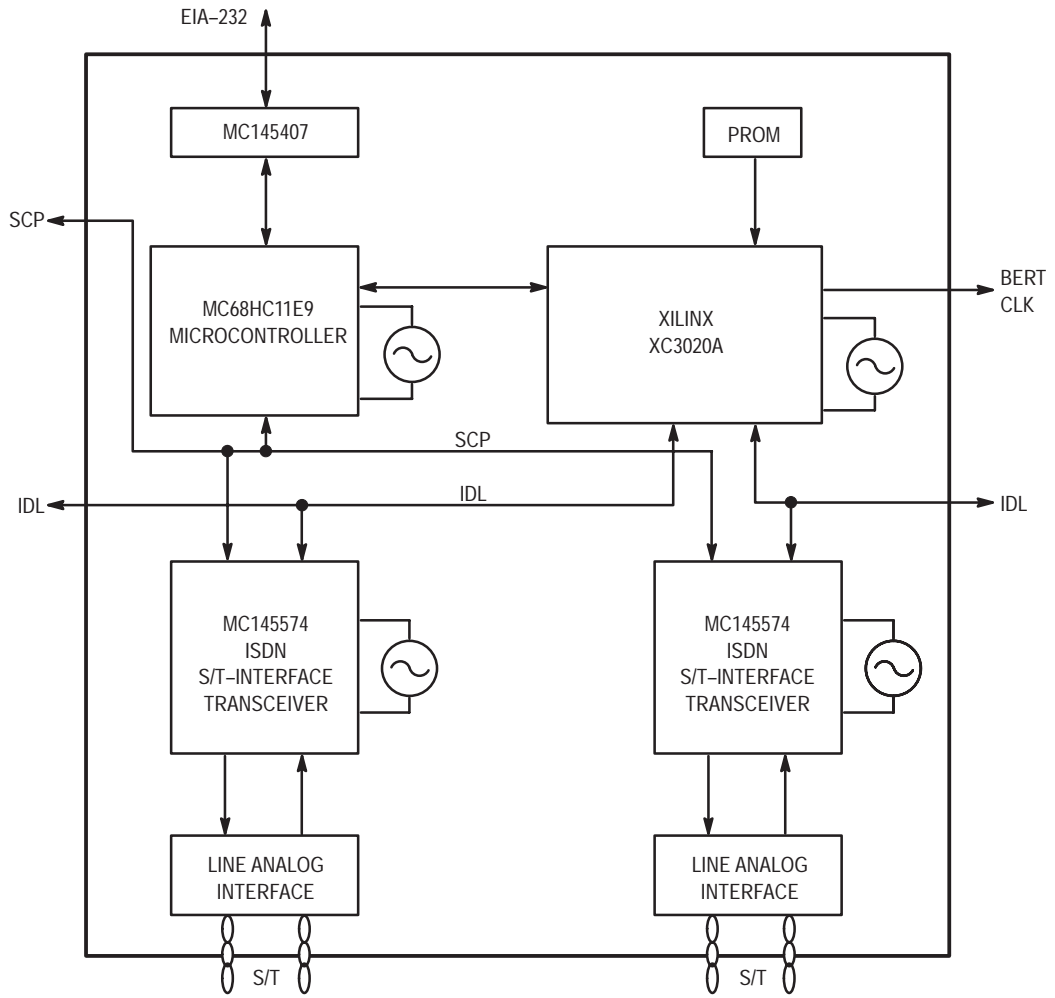 EIA–232
MC145407
PROM
SCP
MC68HC11E9
MICROCONTROLLER
XILINX
XC3020A
BERT
CLK
SCP
IDL
IDL
IDL
MC145574
ISDN
S/T–INTERFACE
TRANSCEIVER
MC145574
ISDN
S/T–INTERFACE
TRANSCEIVER
LINE ANALOG
INTERFACE
LINE ANALOG
INTERFACE
S/T
S/T